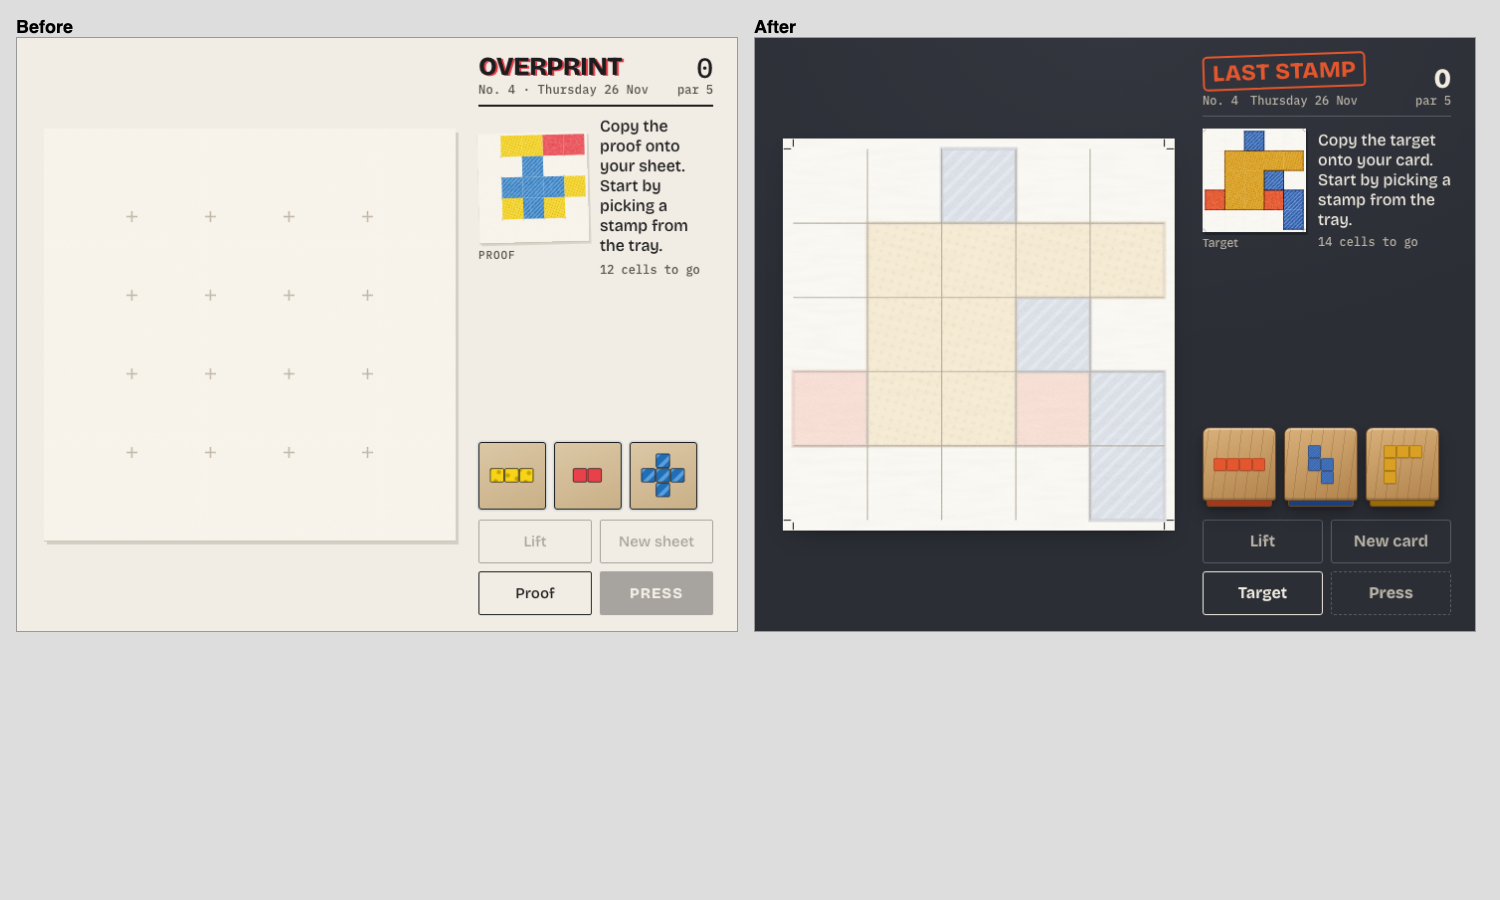 Before
OVERPRINT
0
No. 4 · Thursday 26 Nov
par 5
Copy the
proof onto
your sheet.
Start by
picking a
stamp from
the tray.
PROOF
12 cells to go
Lift
New sheet
Proof
PRESS
After
LAST STAMP
0
No. 4 Thursday 26 Nov
par 5
Copy the target
onto your card.
Start by picking a
stamp from the
tray.
Target
14 cells to go
Lift
New card
Target
Press